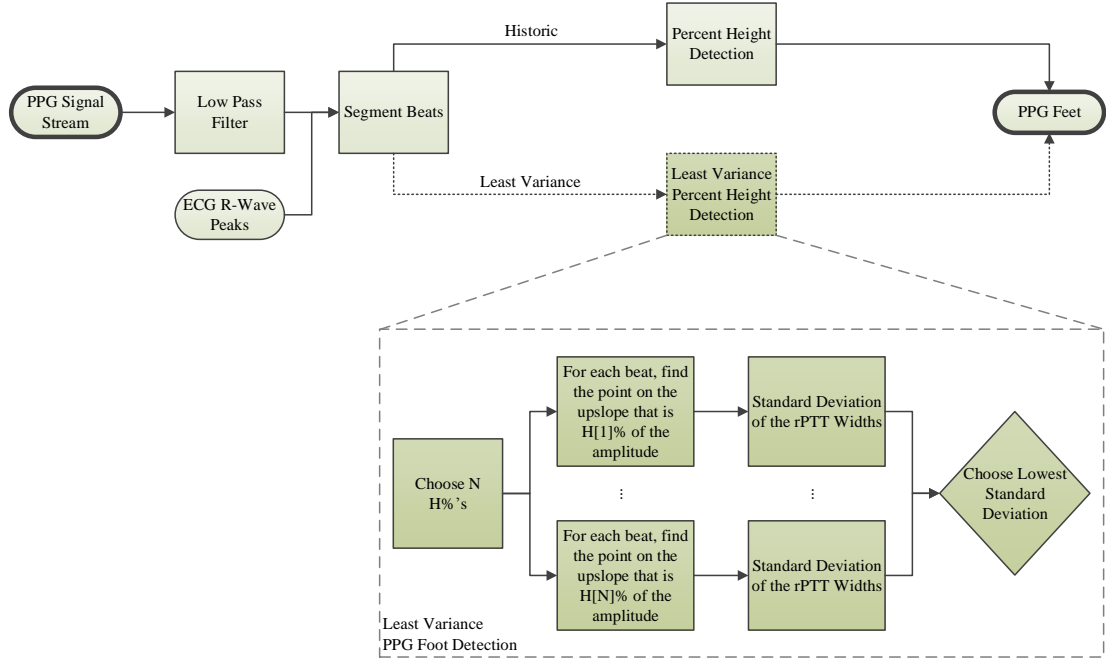 Historic
Percent Height
Detection
PPG Signal
Stream
Low Pass
Filter
Segment Beats
PPG Feet
Least Variance
Least Variance
Percent Height
Detection
ECG R-Wave
Peaks
For each beat, find
the point on the
upslope that is
H[1]% of the
amplitude
Standard Deviation
of the rPTT Widths
Choose N
H%’s
...
...
Choose Lowest
Standard
Deviation
For each beat, find
the point on the
upslope that is
H[N]% of the
amplitude
Standard Deviation
of the rPTT Widths
Least Variance
PPG Foot Detection